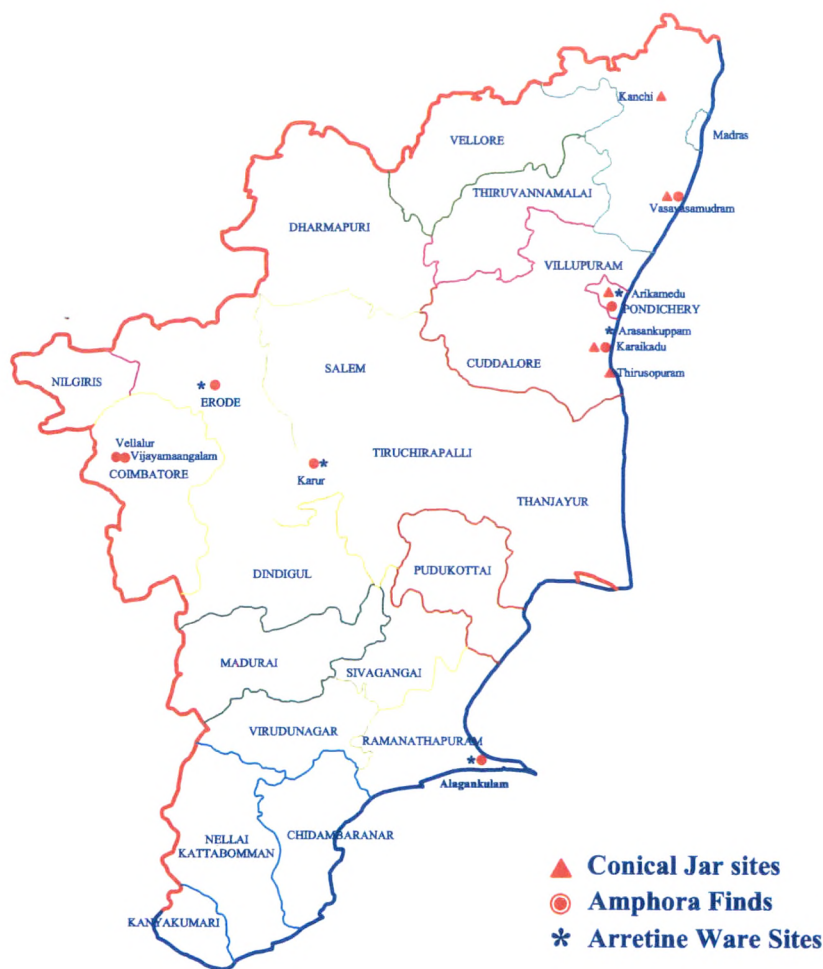 Kanchi
VELLORE
Madras
THIRUVANNAMALAI
Vasavasamudram
DHARMAPURI
VILLUPURAM
Arikamedu
PONDICHERY
Arasankuppam
Karaikadu
CUDDALORE
SALEM
Thirusopuram
NILGIRIS
ERODE
Vellalur
Vijayamaangalam
COIMBATORE
TIRUCHIRAPALLI
Karur
THANJAYUR
DINDIGUL
PUDUKOTTAI
MADURAI
SIVAGANGAI
VIRUDUNAGAR
RAMANATHAPURAM
Alagankulam
NELLAI
KATTABOMMAN
CHIDAMBARANAR
KANYAKUMARI
Conical Jar sites
Amphora Finds
Arretine Ware Sites